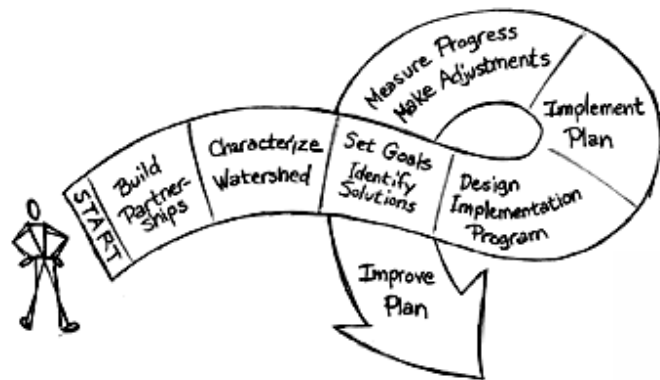 START
Build
Partner-
ships
Characterize
Watershed
Set Goals
Identify
Solutions
Design
Implementation
Program
Implement
Plan
Measure Progress
Make Adjustments
Improve
Plan